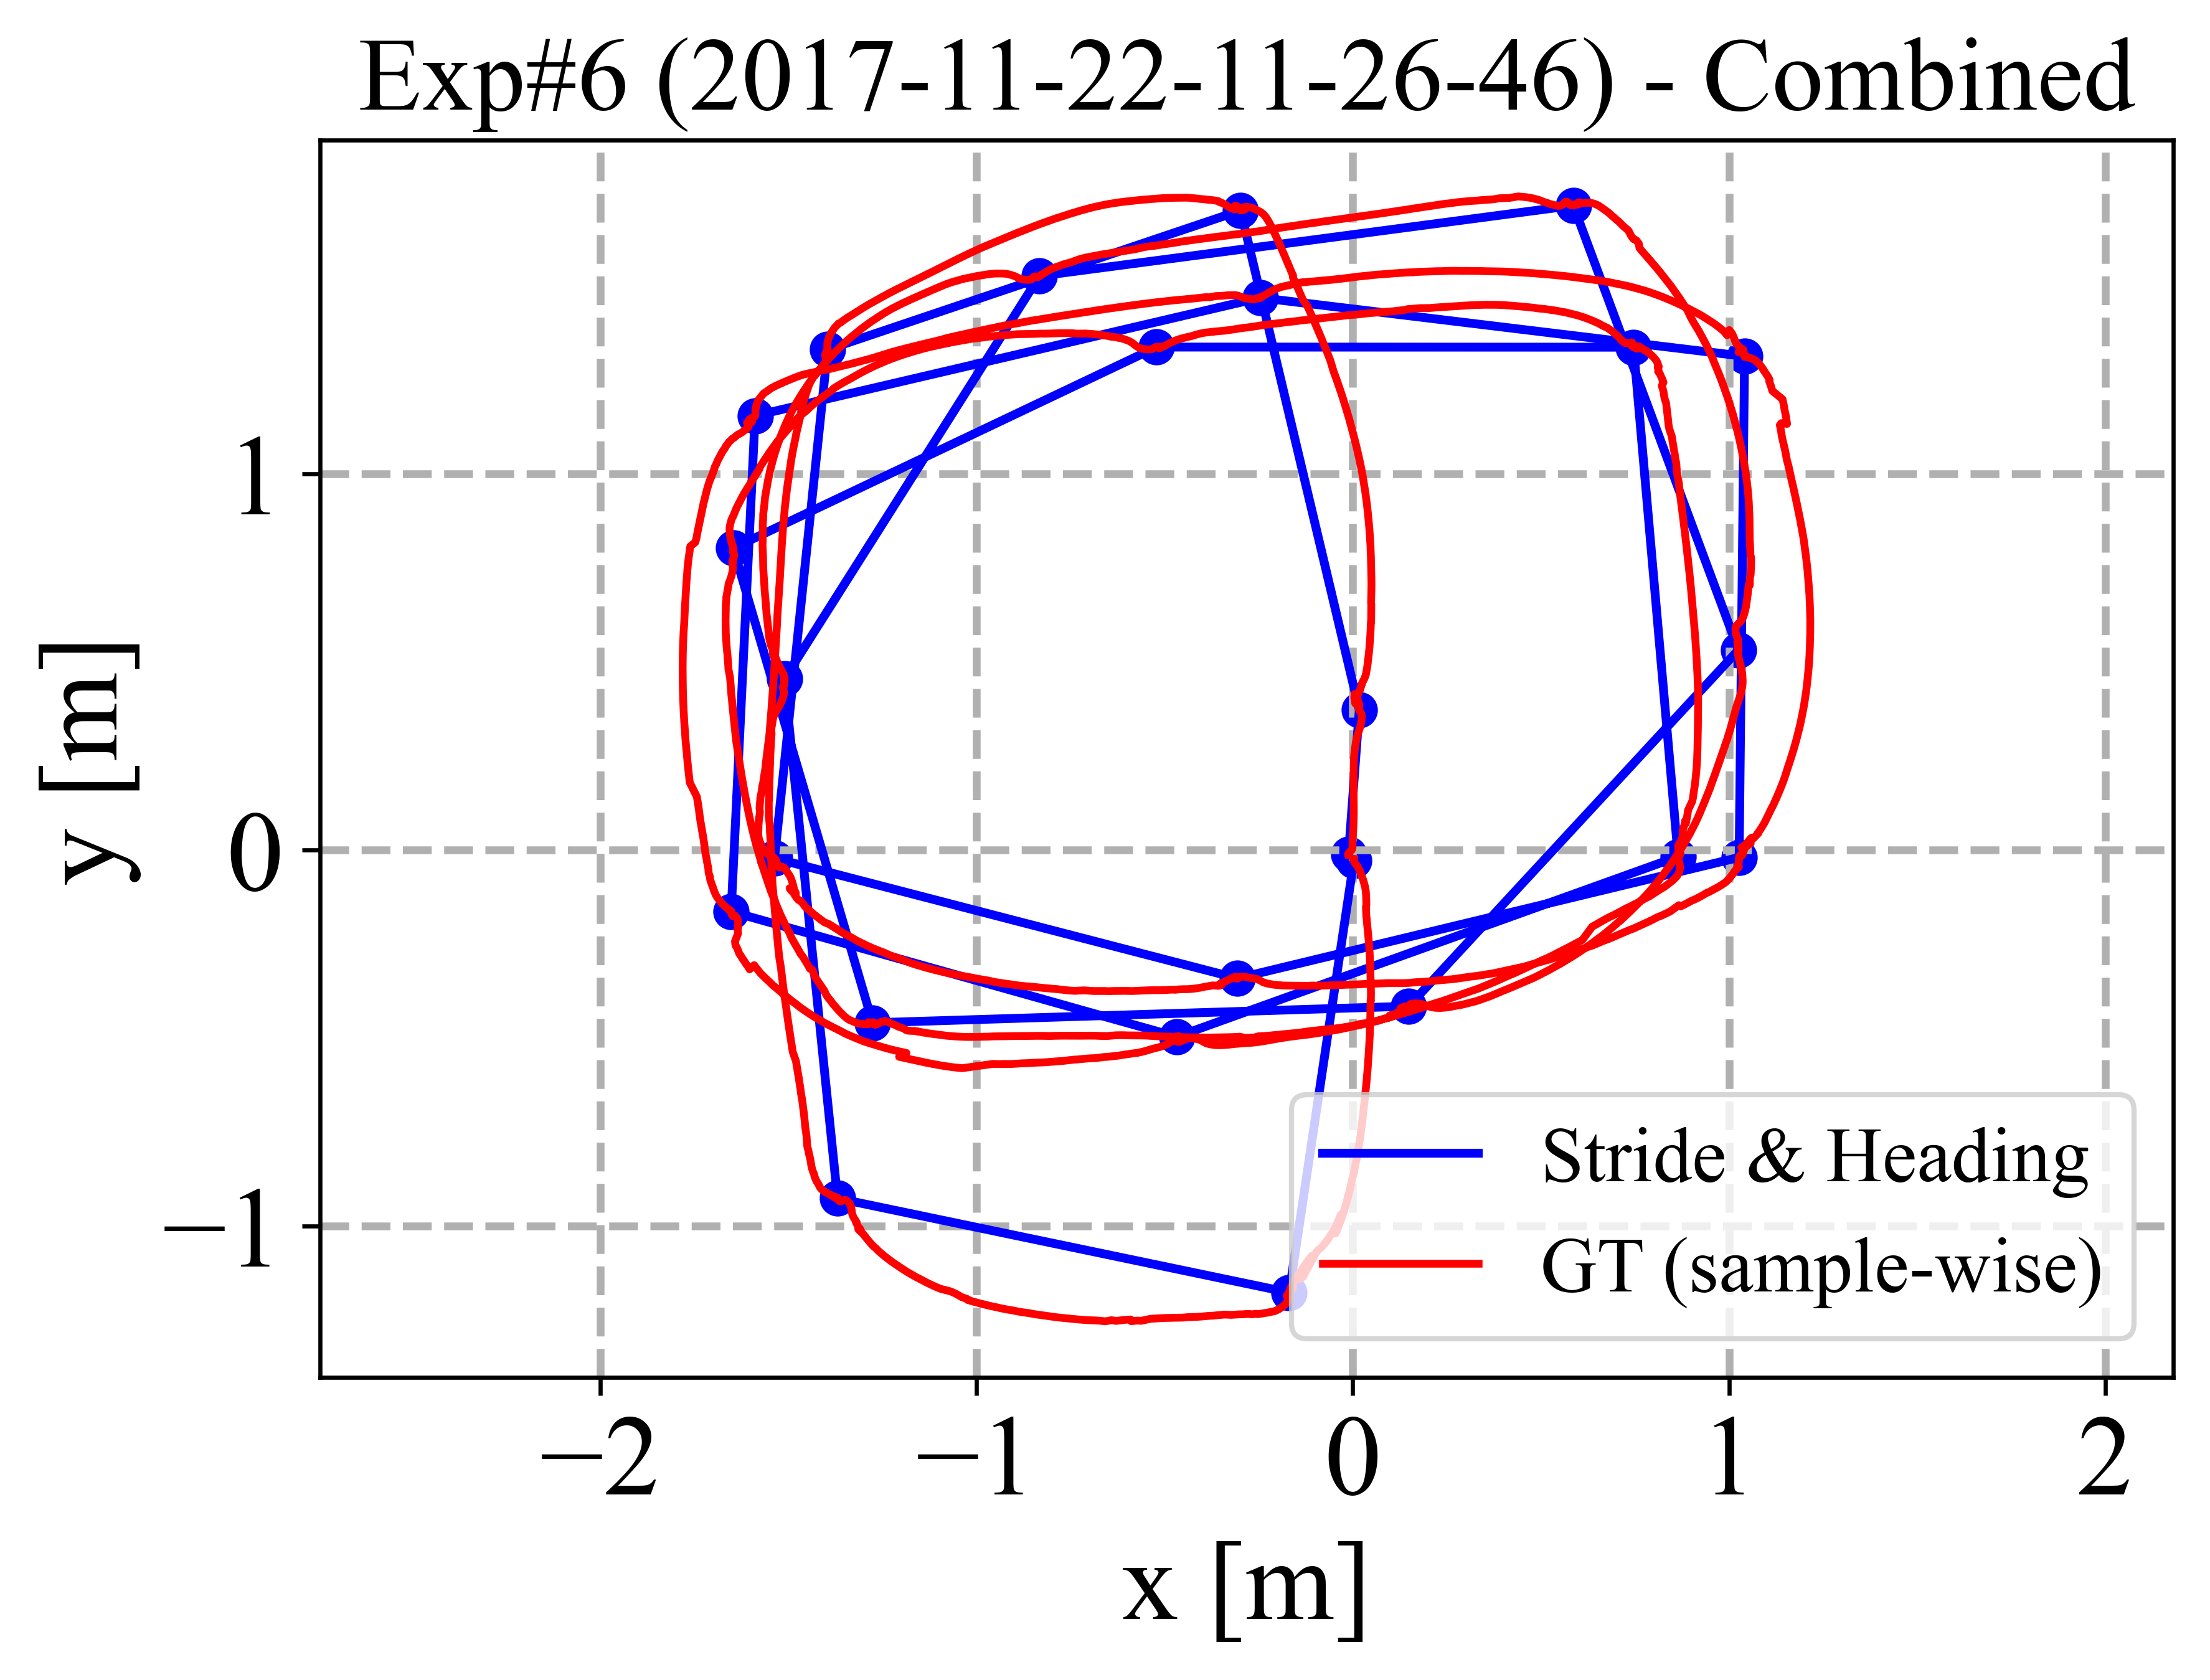 Exp#6 (2017-11-22-11-26-46) - Combined
y [m]
1
0
−1
−2
−1
0
1
2
x [m]
Stride & Heading
GT (sample-wise)